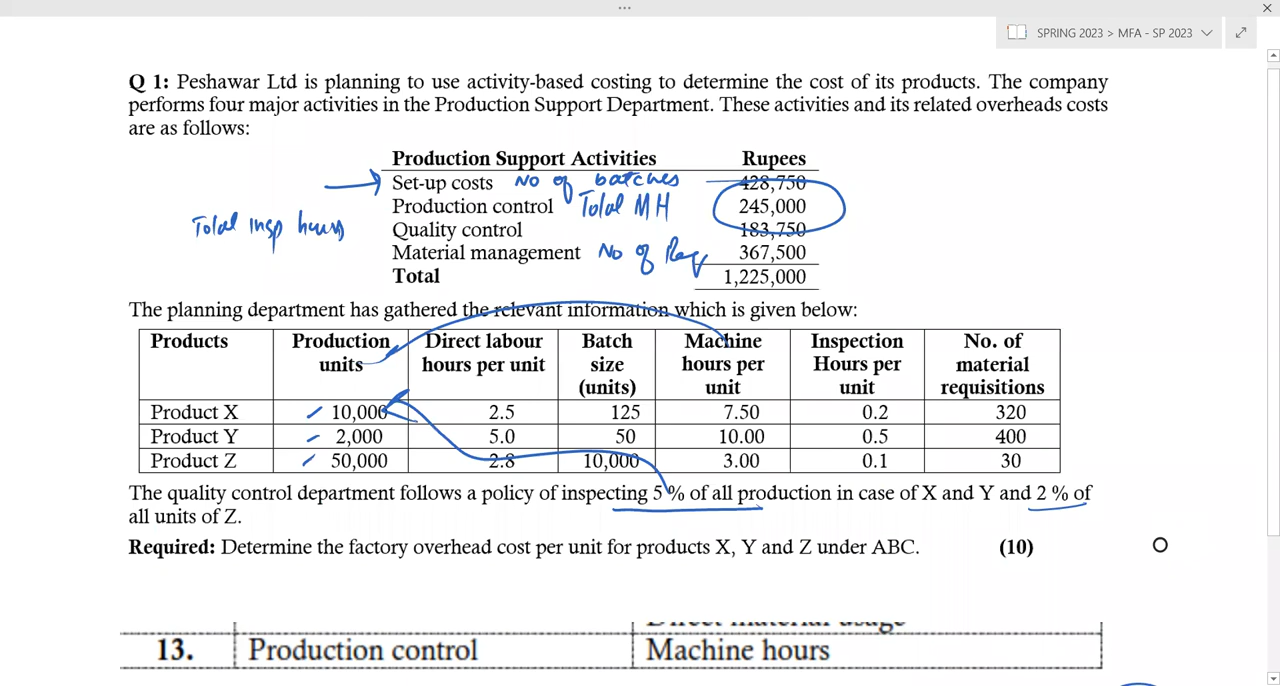 SPRING 2023 > MFA - SP 2023
Q 1: Peshawar Ltd is planning to use activity-based costing to determine the cost of its products. The company
performs four major activities in the Production Support Department. These activities and its related overheads costs
are as follows:
Production Support Activities Rupees
Set-up costs No of batches 428,750
Production control Total MH 245,000
Total insp hours
Quality control 183,750
Material management No of Req 367,500
Total 1,225,000
The planning department has gathered the relevant information which is given below:
Products Production Direct labour Batch Machine Inspection No. of
units hours per unit size hours per Hours per material
(units) unit unit requisitions
Product X 10,000 2.5 125 7.50 0.2 320
Product Y 2,000 5.0 50 10.00 0.5 400
Product Z 50,000 2.8 10,000 3.00 0.1 30
The quality control department follows a policy of inspecting 5 % of all production in case of X and Y and 2 % of
all units of Z.
Required: Determine the factory overhead cost per unit for products X, Y and Z under ABC. (10)
Direct material usage
13. Production control Machine hours